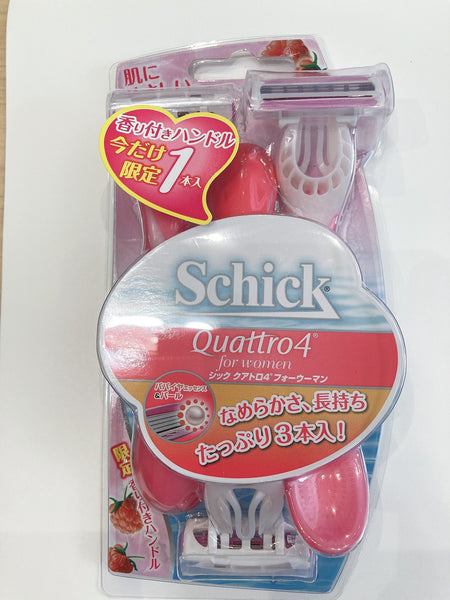 肌に
香り付きハンドル
今だけ
限定
1本入
Schick®
Quattro4®
for women
シック クアトロ4®フォーウーマン
パパイヤエッセンス
&パール
なめらかさ、長持ち
たっぷり3本入!
限定
香り付きハンドル